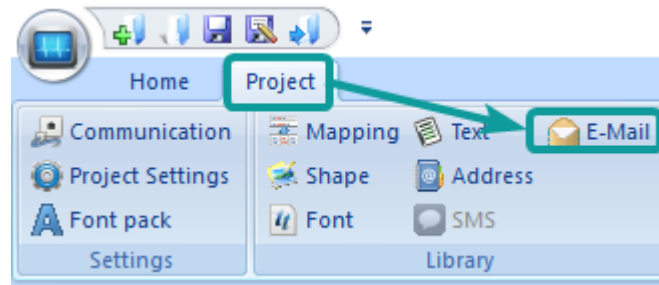 Home Project
Communication Mapping Text E-Mail
Project Settings Shape Address
Font pack Font SMS
Settings Library